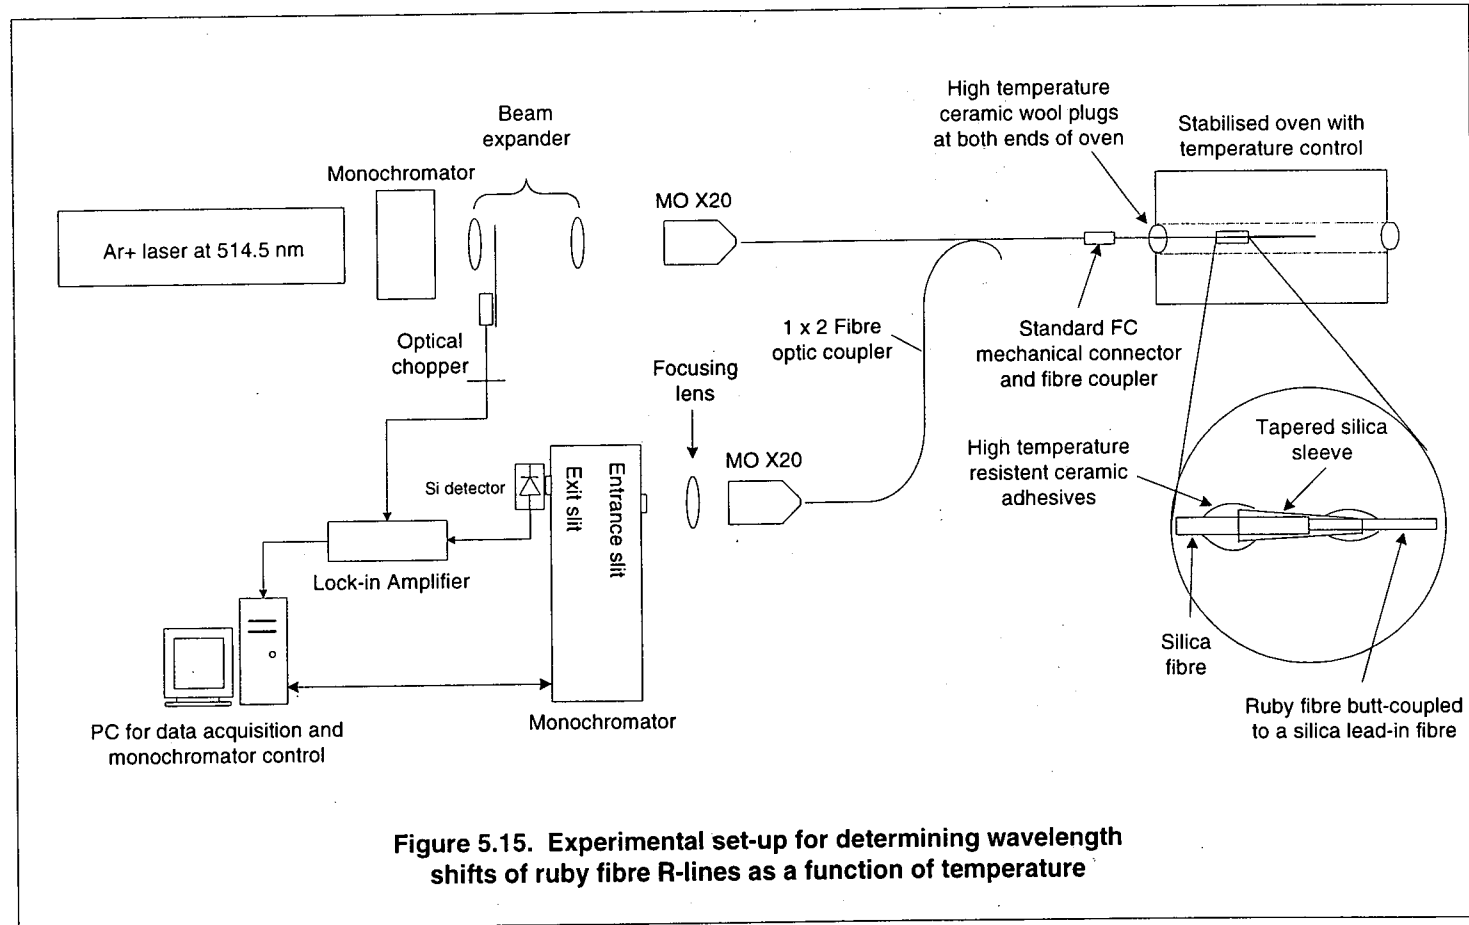 High temperature
ceramic wool plugs
at both ends of oven
Stabilised oven with
temperature control
Beam
expander
Monochromator
MO X20
Ar+ laser at 514.5 nm
Optical
chopper
1 x 2 Fibre
optic coupler
Standard FC
mechanical connector
and fibre coupler
Focusing
lens
MO X20
Tapered silica
sleeve
High temperature
resistent ceramic
adhesives
Si detector
Exit slit
Entrance slit
Lock-in Amplifier
Silica
fibre
Ruby fibre butt-coupled
to a silica lead-in fibre
Monochromator
PC for data acquisition and
monochromator control
Figure 5.15. Experimental set-up for determining wavelength
shifts of ruby fibre R-lines as a function of temperature